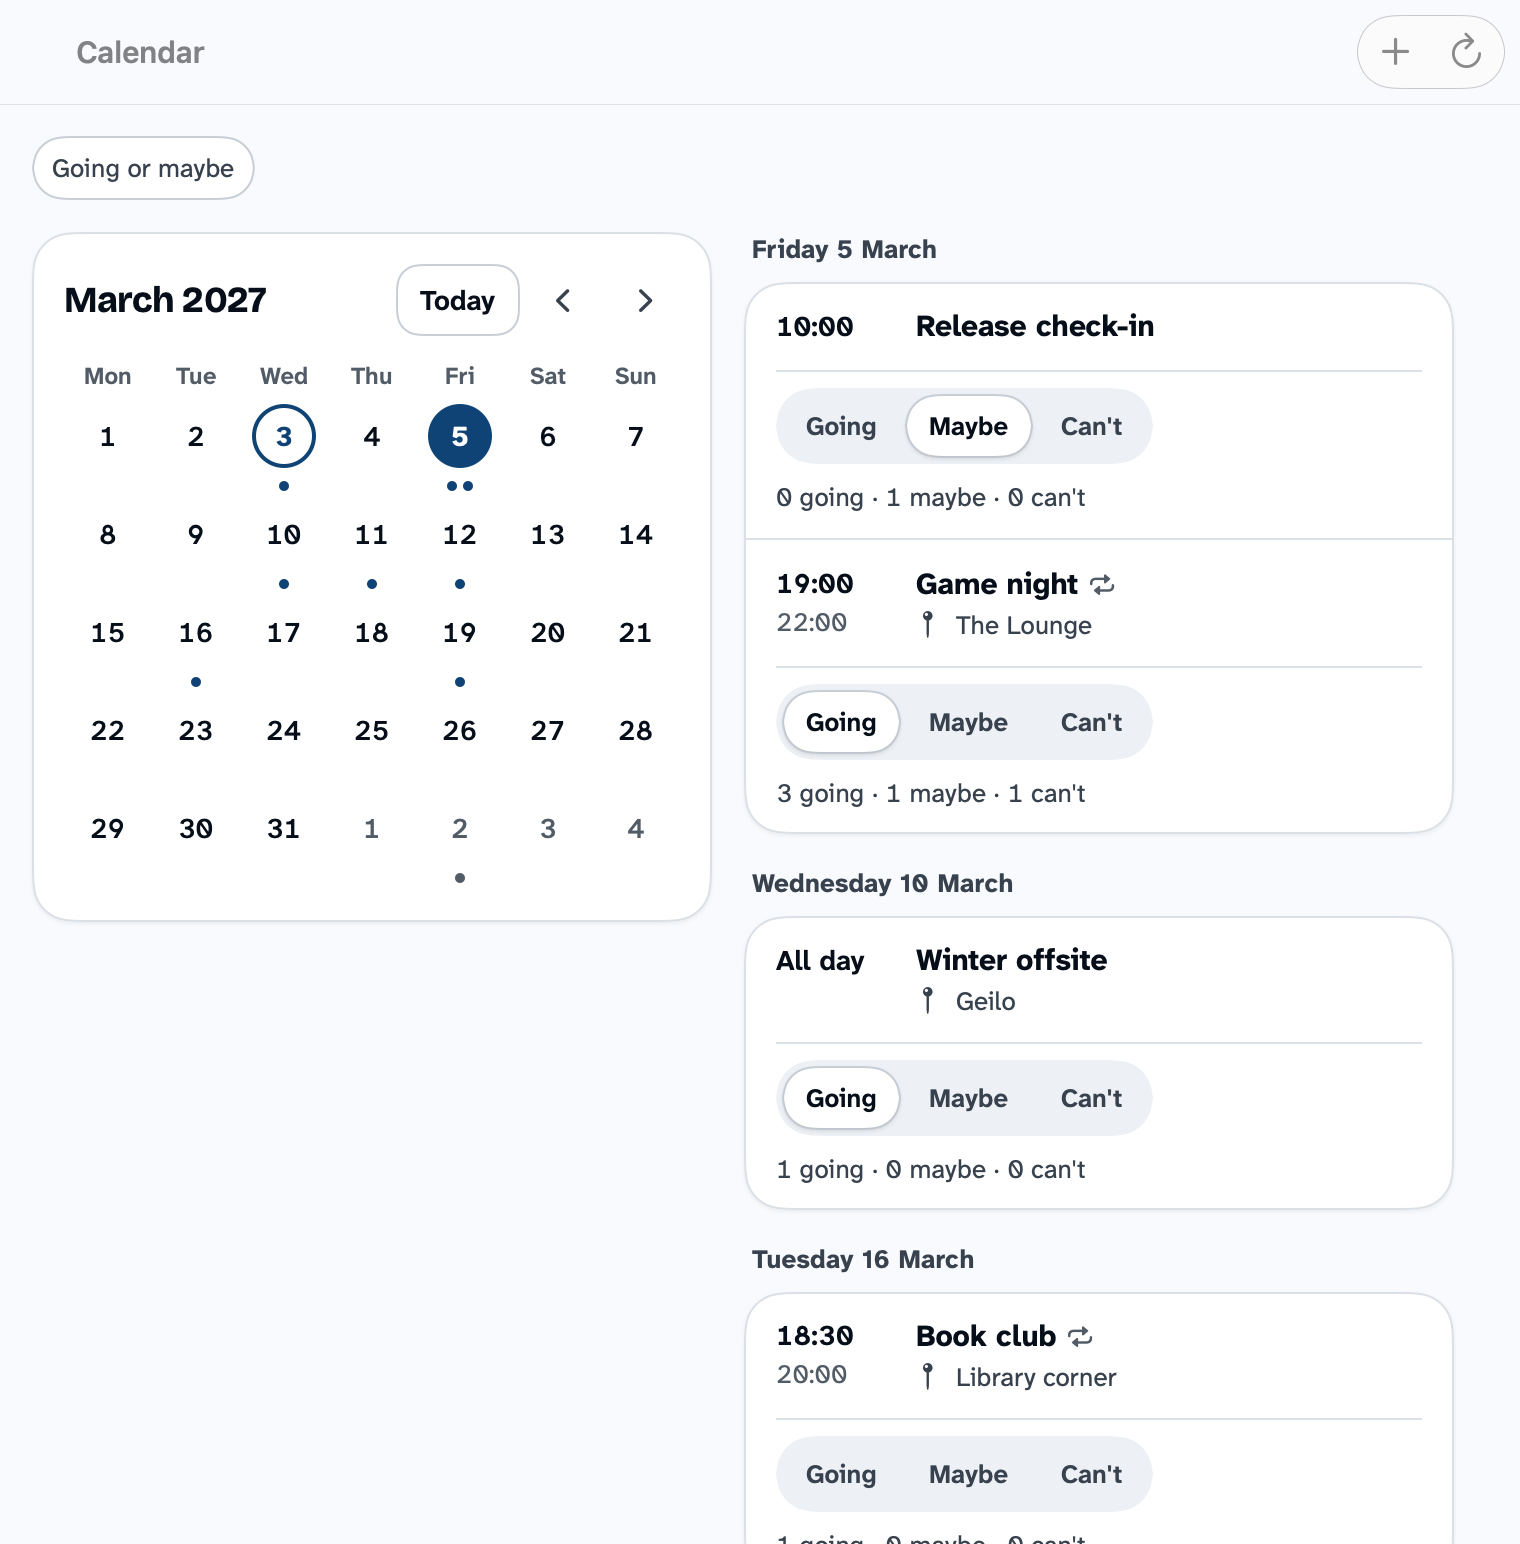 Calendar
Going or maybe
March 2027
Today
Mon Tue Wed Thu Fri Sat Sun
1 2 3 4 5 6 7
8 9 10 11 12 13 14
15 16 17 18 19 20 21
22 23 24 25 26 27 28
29 30 31 1 2 3 4
Friday 5 March
10:00 Release check-in
Going Maybe Can't
0 going · 1 maybe · 0 can't
19:00 Game night
22:00 The Lounge
Going Maybe Can't
3 going · 1 maybe · 1 can't
Wednesday 10 March
All day Winter offsite
Geilo
Going Maybe Can't
1 going · 0 maybe · 0 can't
Tuesday 16 March
18:30 Book club
20:00 Library corner
Going Maybe Can't
1 going · 0 maybe · 0 can't